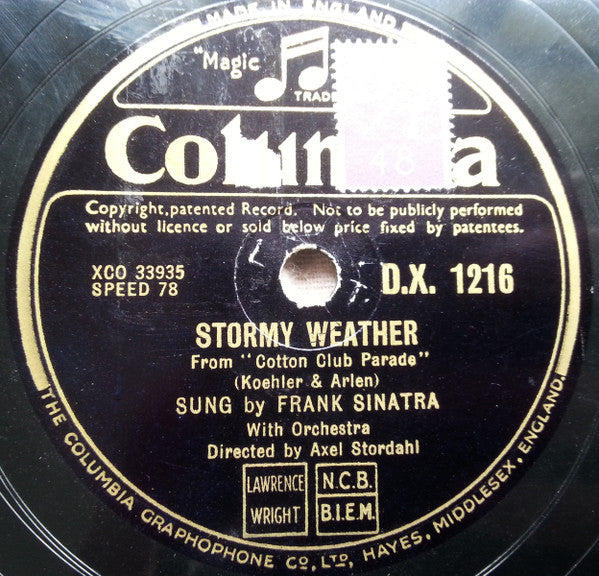 MADE IN ENGLAND
"Magic
TRADE
Columbia
48
Copyright, patented Record. Not to be publicly performed
without licence or sold below price fixed by patentees.
XCO 33935
SPEED 78
D.X. 1216
STORMY WEATHER
From "Cotton Club Parade"
(Koehler & Arlen)
SUNG by FRANK SINATRA
With Orchestra
Directed by Axel Stordahl
LAWRENCE
WRIGHT
N.C.B.
B.I.E.M.
THE COLUMBIA GRAPHOPHONE CO., LTD, HAYES, MIDDLESEX, ENGLAND.